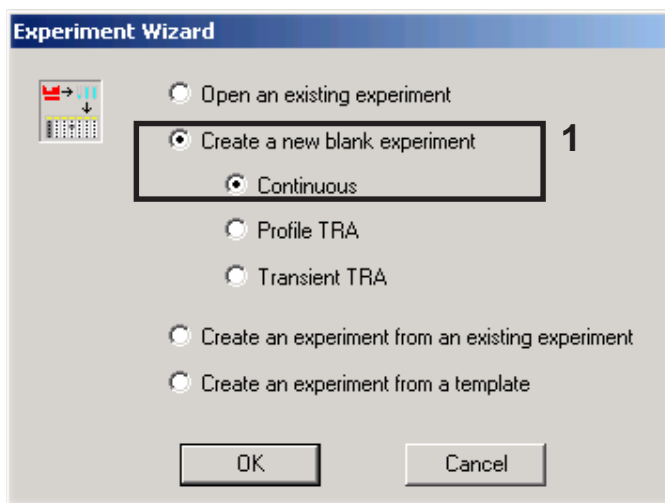 Experiment Wizard
Open an existing experiment
Create a new blank experiment 1
Continuous
Profile TRA
Transient TRA
Create an experiment from an existing experiment
Create an experiment from a template
OK Cancel